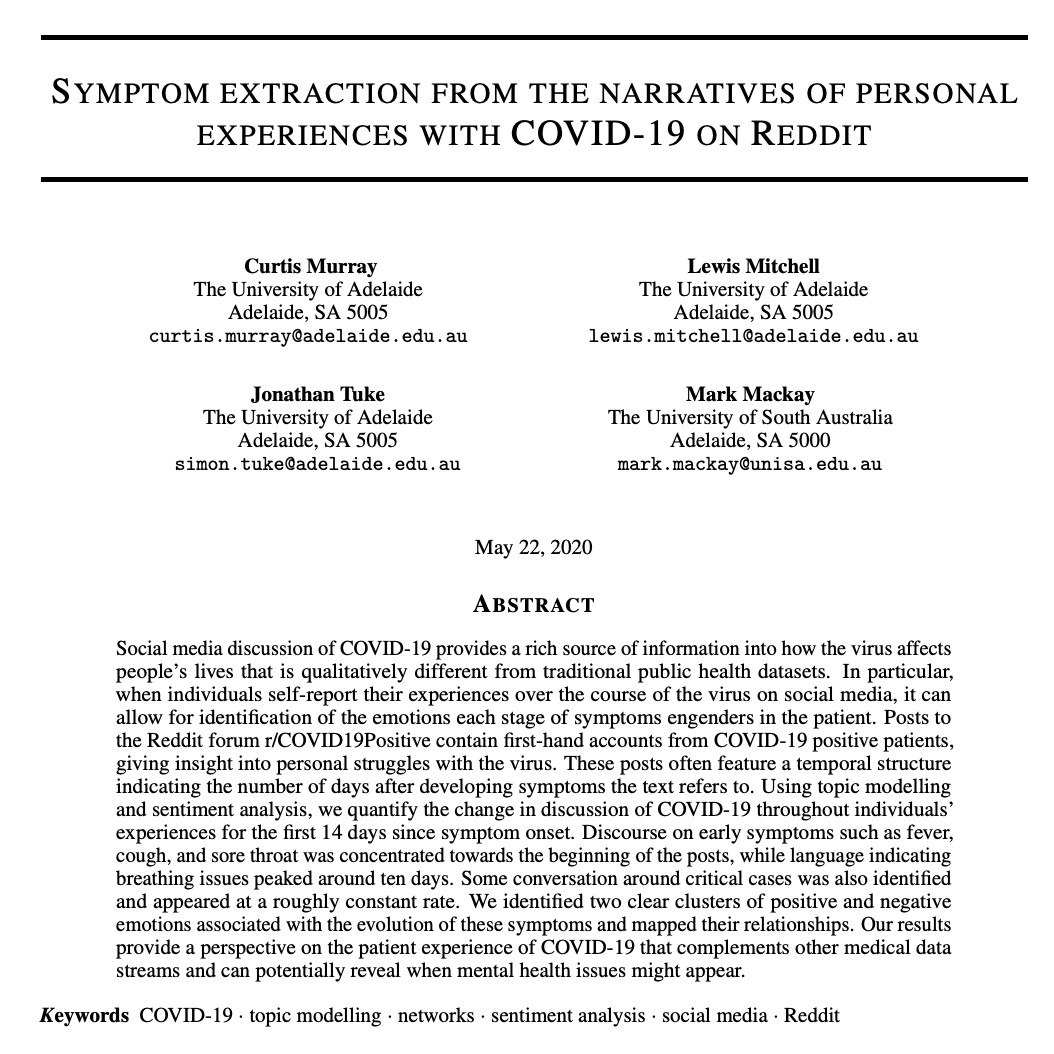 SYMPTOM EXTRACTION FROM THE NARRATIVES OF PERSONAL
EXPERIENCES WITH COVID-19 ON REDDIT
Curtis Murray
The University of Adelaide
Adelaide, SA 5005
curtis.murray@adelaide.edu.au
Lewis Mitchell
The University of Adelaide
Adelaide, SA 5005
lewis.mitchell@adelaide.edu.au
Jonathan Tuke
The University of Adelaide
Adelaide, SA 5005
simon.tuke@adelaide.edu.au
Mark Mackay
The University of South Australia
Adelaide, SA 5000
mark.mackay@unisa.edu.au
May 22, 2020
ABSTRACT
Social media discussion of COVID-19 provides a rich source of information into how the virus affects
people's lives that is qualitatively different from traditional public health datasets. In particular,
when individuals self-report their experiences over the course of the virus on social media, it can
allow for identification of the emotions each stage of symptoms engenders in the patient. Posts to
the Reddit forum r/COVID19Positive contain first-hand accounts from COVID-19 positive patients,
giving insight into personal struggles with the virus. These posts often feature a temporal structure
indicating the number of days after developing symptoms the text refers to. Using topic modelling
and sentiment analysis, we quantify the change in discussion of COVID-19 throughout individuals'
experiences for the first 14 days since symptom onset. Discourse on early symptoms such as fever,
cough, and sore throat was concentrated towards the beginning of the posts, while language indicating
breathing issues peaked around ten days. Some conversation around critical cases was also identified
and appeared at a roughly constant rate. We identified two clear clusters of positive and negative
emotions associated with the evolution of these symptoms and mapped their relationships. Our results
provide a perspective on the patient experience of COVID-19 that complements other medical data
streams and can potentially reveal when mental health issues might appear.
Keywords COVID-19 · topic modelling · networks · sentiment analysis · social media · Reddit